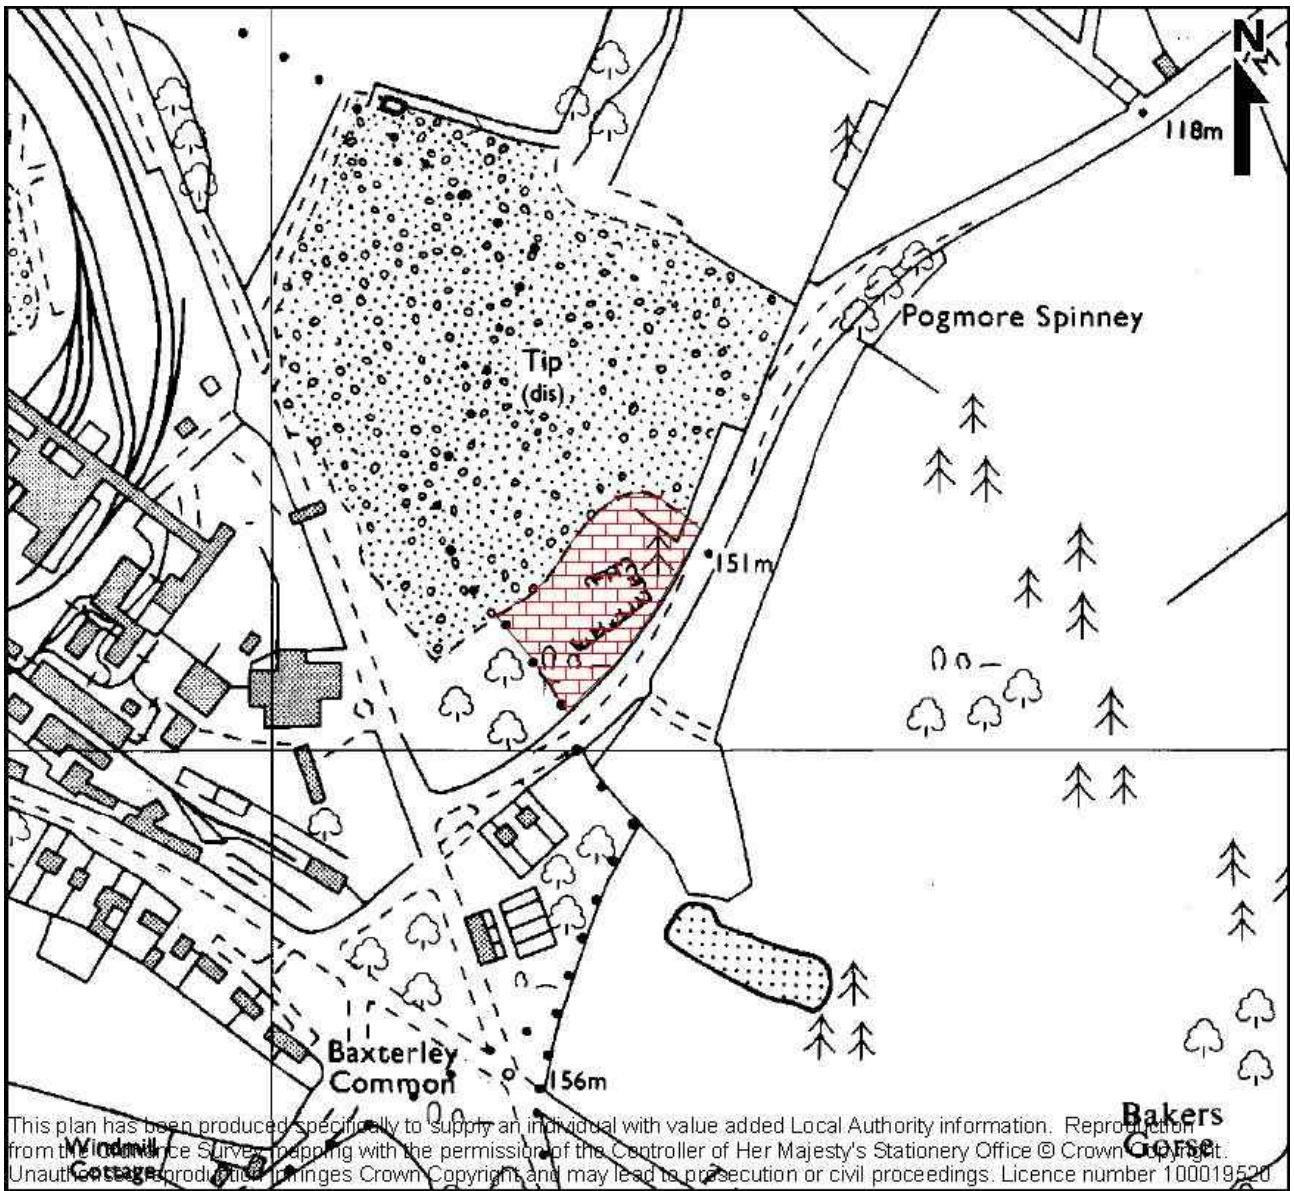 N
118m
Pogmore Spinney
Tip
(dis)
151m
Baxterley
Common
156m
Bakers
Gorse
Windmill
Cottage
This plan has been produced specifically to supply an individual with value added Local Authority information. Reproduction
from the Ordnance Survey mapping with the permission of the Controller of Her Majesty's Stationery Office © Crown Copyright.
Unauthorised reproduction infringes Crown Copyright and may lead to prosecution or civil proceedings. Licence number 100019520